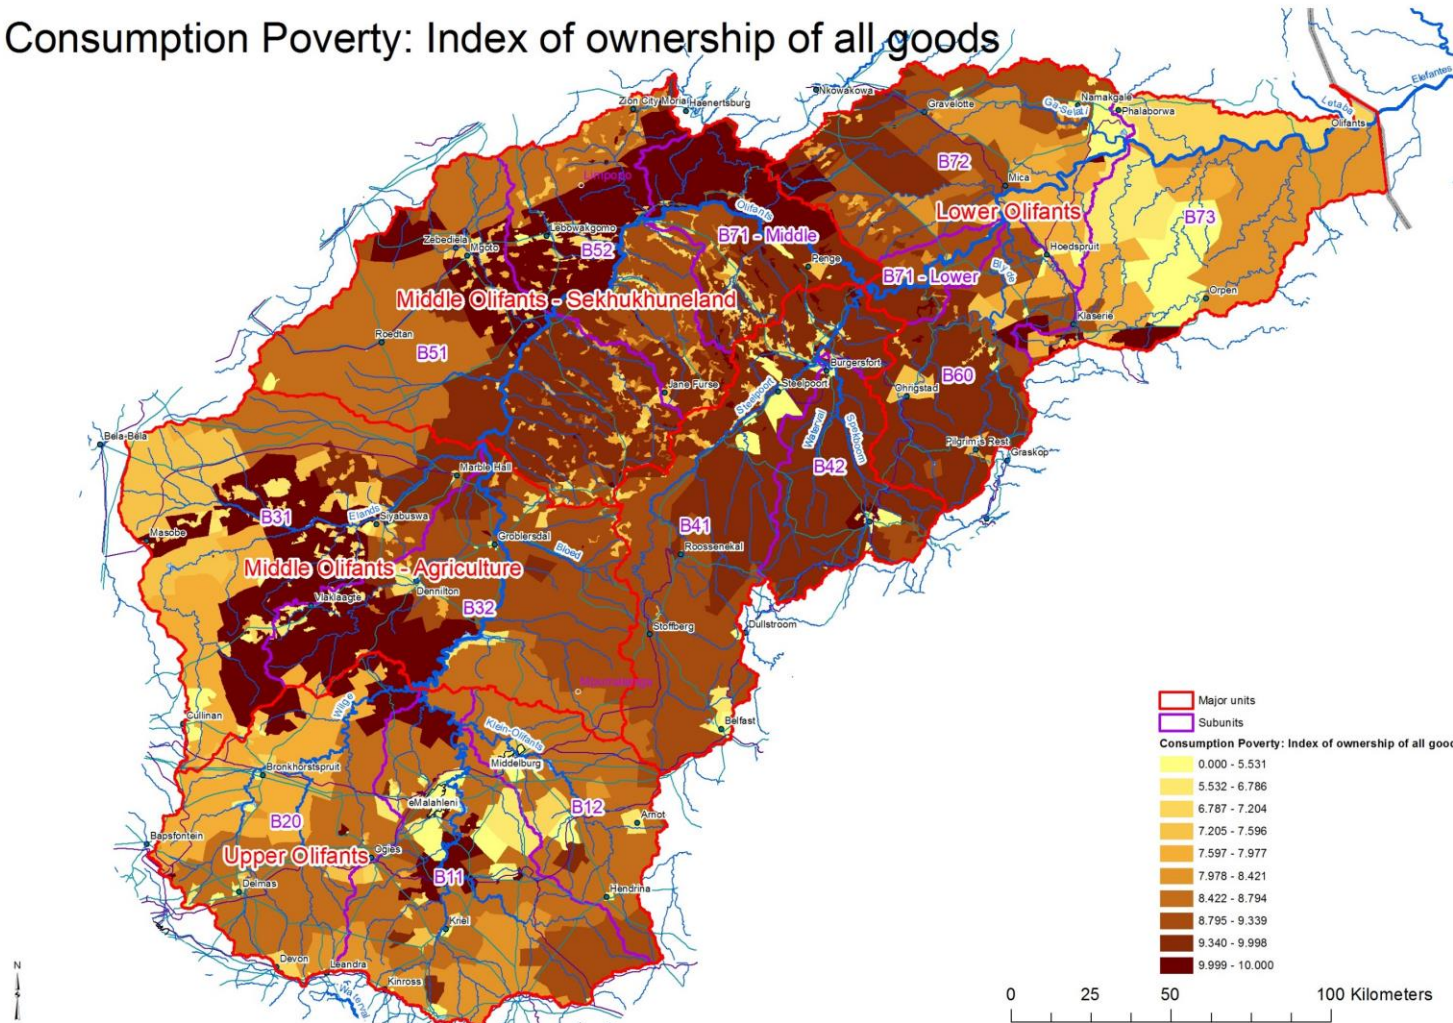 Consumption Poverty: Index of ownership of all goods
Elefantes
Letaba
Olifants
Zion City Moria
Haenertsburg
Nkowakowa
Gravelotte
Ga-Selati
Namakgale
Phalaborwa
Limpopo
B72
Mica
Lower Olifants
B73
Olifants
B71 - Middle
Lebowakgomo
Zebediela
B52
Hoedspruit
Penge
B71 - Lower
Blyde
Orpen
Middle Olifants - Sekhukhuneland
Klaserie
Roedtan
B51
Burgersfort
Jane Furse
Steelpoort
Steelpoort
B60
Ohrigstad
Waterval
Spekboom
Bela-Bela
Pilgrim's Rest
Graskop
Marble Hall
B42
B31
Elands
Siyabuswa
B41
Masobe
Groblersdal
Bloed
Roossenekal
Middle Olifants - Agriculture
Vlaklaagte
Dennilton
B32
Stoffberg
Dullstroom
Mpumalanga
Wilge
Cullinan
Klein-Olifants
Belfast
Middelburg
Bronkhorstspruit
eMalahleni
B12
B20
Arnot
Bapsfontein
Upper Olifants
Ogies
B11
Delmas
Hendrina
Kriel
Devon
Leandra
Kinross
Waterval
Major units
Subunits
Consumption Poverty: Index of ownership of all good
0.000 - 5.531
5.532 - 6.786
6.787 - 7.204
7.205 - 7.596
7.597 - 7.977
7.978 - 8.421
8.422 - 8.794
8.795 - 9.339
9.340 - 9.998
9.999 - 10.000
N
0 25 50 100 Kilometers